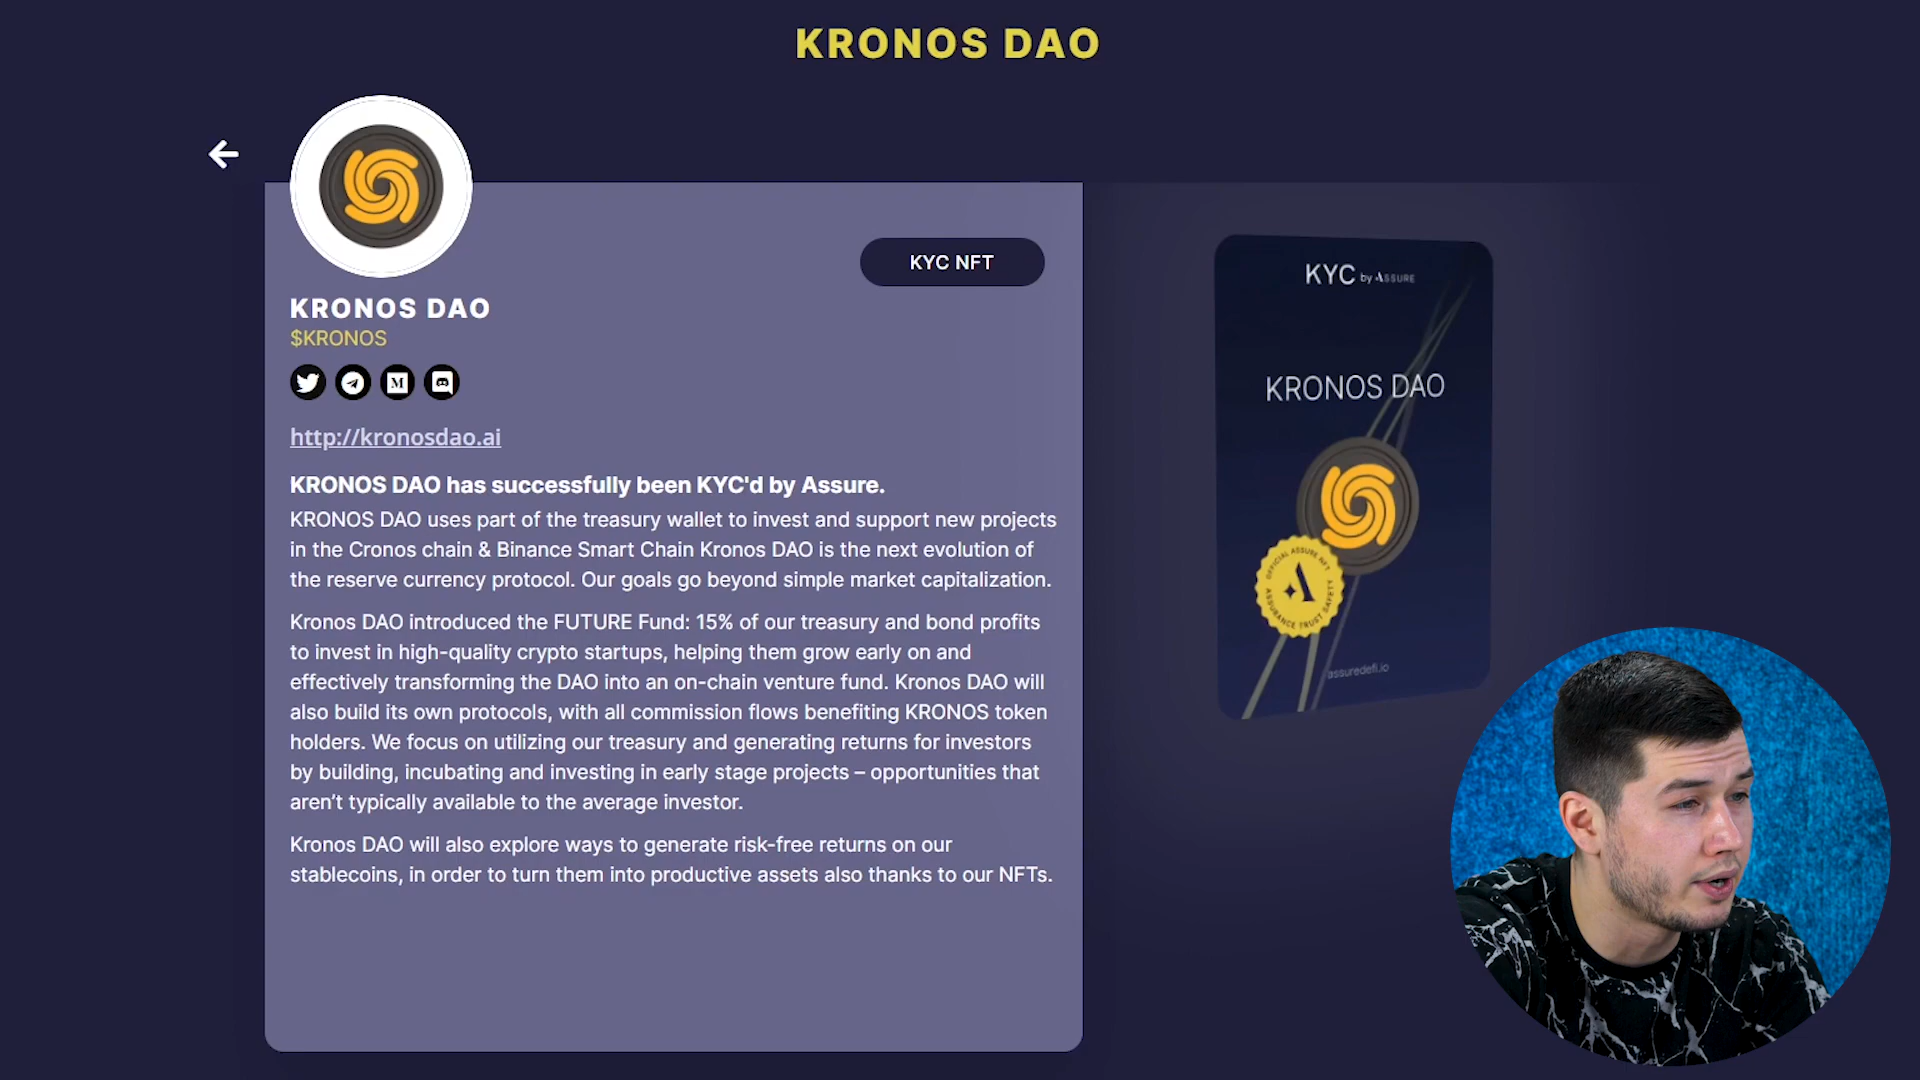 KRONOS DAO
KYC NFT
KRONOS DAO
$KRONOS
http://kronosdao.ai
KRONOS DAO has successfully been KYC'd by Assure.
KRONOS DAO uses part of the treasury wallet to invest and support new projects
in the Cronos chain & Binance Smart Chain Kronos DAO is the next evolution of
the reserve currency protocol. Our goals go beyond simple market capitalization.
Kronos DAO introduced the FUTURE Fund: 15% of our treasury and bond profits
to invest in high-quality crypto startups, helping them grow early on and
effectively transforming the DAO into an on-chain venture fund. Kronos DAO will
also build its own protocols, with all commission flows benefiting KRONOS token
holders. We focus on utilizing our treasury and generating returns for investors
by building, incubating and investing in early stage projects – opportunities that
aren’t typically available to the average investor.
Kronos DAO will also explore ways to generate risk-free returns on our
stablecoins, in order to turn them into productive assets also thanks to our NFTs.
KYC by ASSURE
KRONOS DAO
OFFICIAL ASSURE NFT
ASSURANCE TRUST SAFETY
assuredefi.io